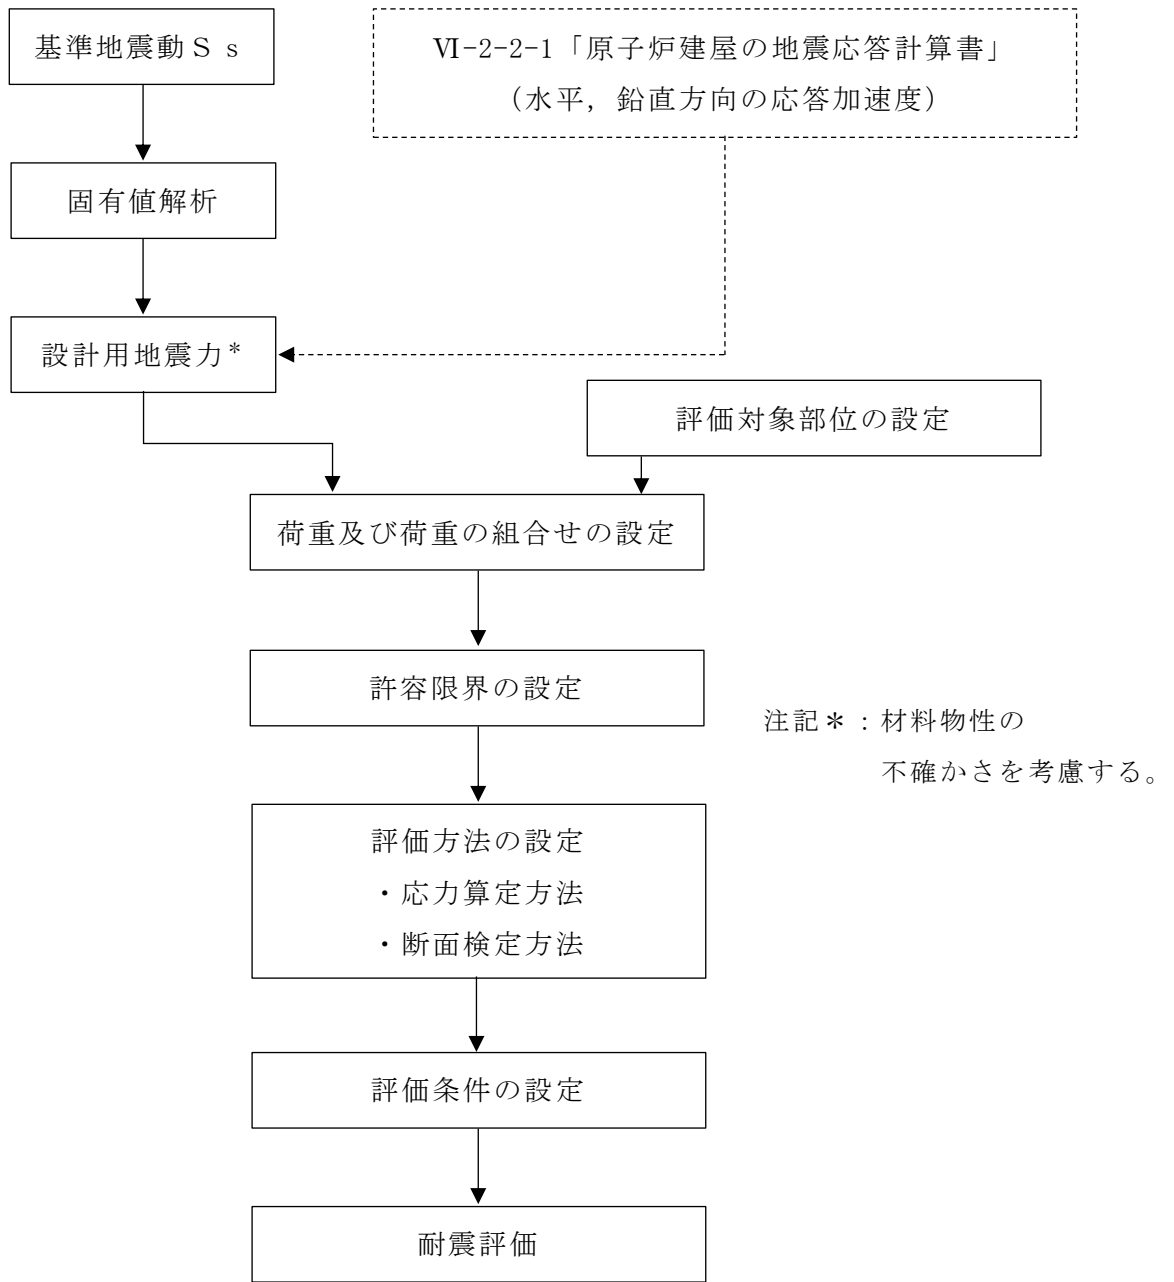 基準地震動Ｓｓ
Ⅵ-2-2-1「原子炉建屋の地震応答計算書」
（水平，鉛直方向の応答加速度）
固有値解析
設計用地震力*
評価対象部位の設定
荷重及び荷重の組合せの設定
許容限界の設定
注記＊：材料物性の
不確かさを考慮する。
評価方法の設定
・応力算定方法
・断面検定方法
評価条件の設定
耐震評価